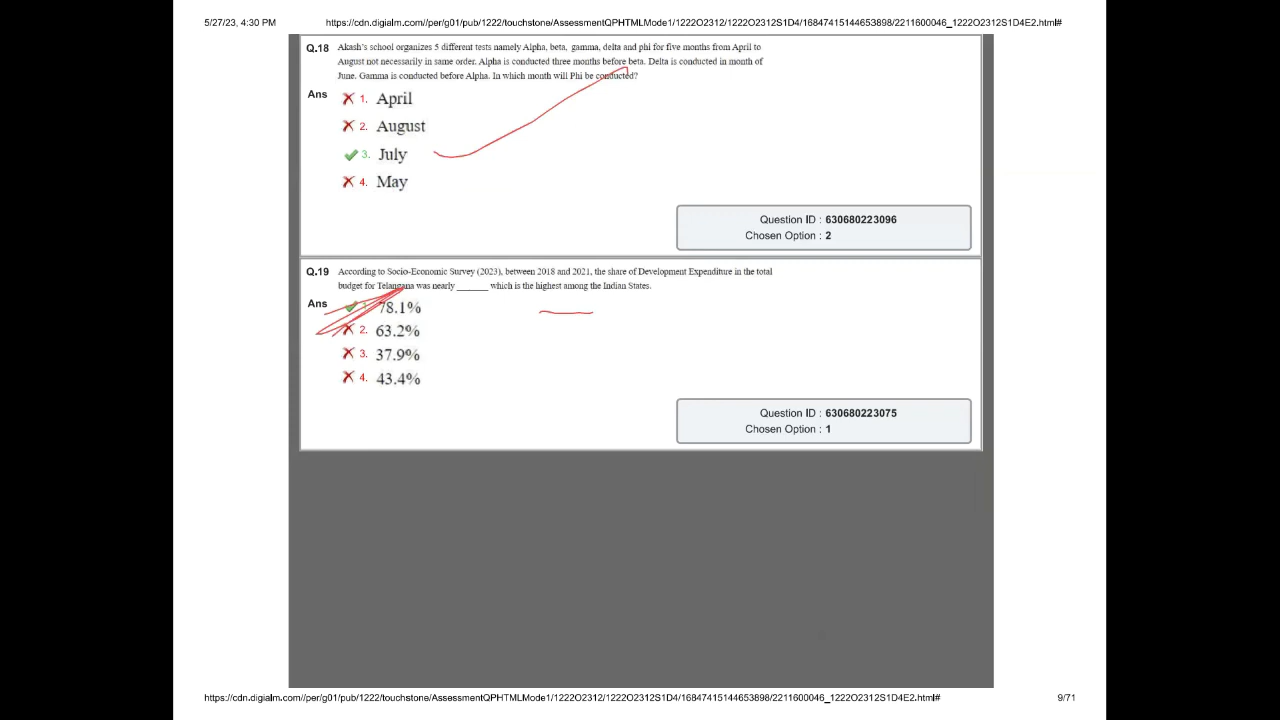 5/27/23, 4:30 PM
https://cdn.digialm.com//per/g01/pub/1222/touchstone/AssessmentQPHTMLMode1/1222O2312/1222O2312S1D4/16847415144653898/2211600046_1222O2312S1D4E2.html#
Q.18 Akash's school organizes 5 different tests namely Alpha, beta, gamma, delta and phi for five months from April to
August not necessarily in same order. Alpha is conducted three months before beta. Delta is conducted in month of
June. Gamma is conducted before Alpha. In which month will Phi be conducted?
Ans 1. April
2. August
3. July
4. May
Question ID : 630680223096
Chosen Option : 2
Q.19 According to Socio-Economic Survey (2023), between 2018 and 2021, the share of Development Expenditure in the total
budget for Telangana was nearly _______ which is the highest among the Indian States.
Ans 1. 78.1%
2. 63.2%
3. 37.9%
4. 43.4%
Question ID : 630680223075
Chosen Option : 1
https://cdn.digialm.com//per/g01/pub/1222/touchstone/AssessmentQPHTMLMode1/1222O2312/1222O2312S1D4/16847415144653898/2211600046_1222O2312S1D4E2.html#
9/71